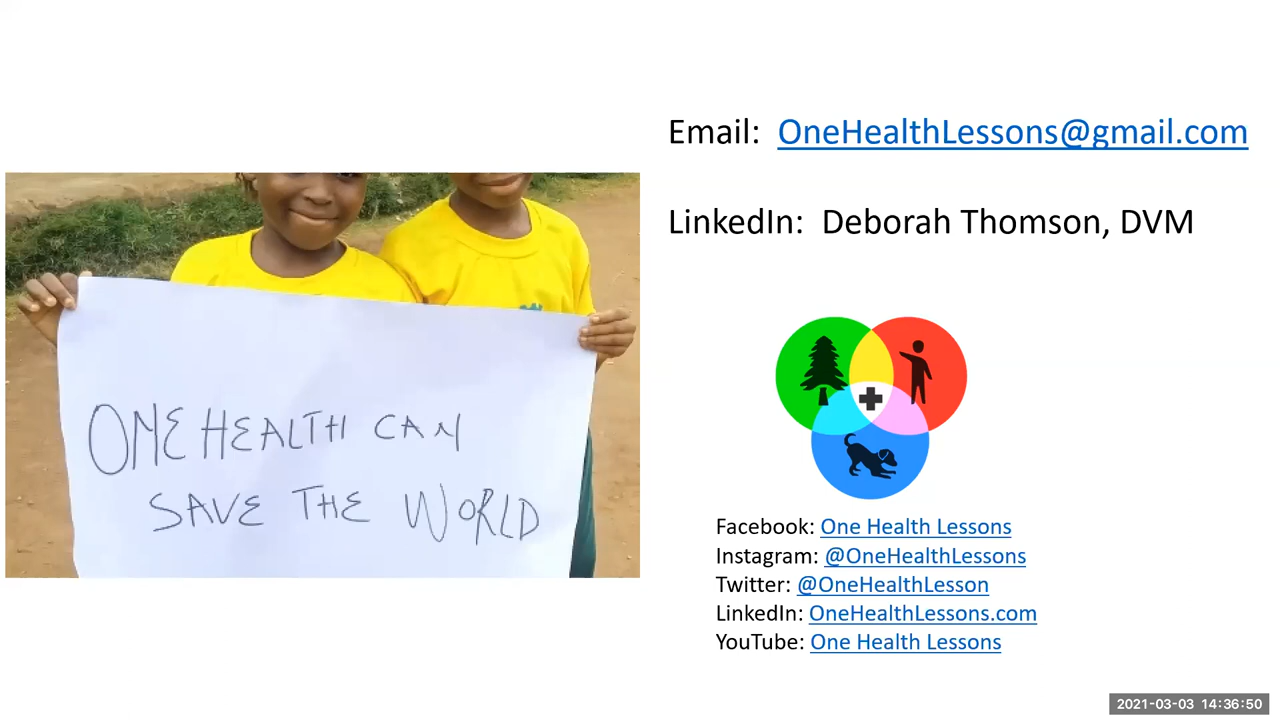 Email: OneHealthLessons@gmail.com
LinkedIn: Deborah Thomson, DVM
ONE HEALTH CAN
SAVE THE WORLD
Facebook: One Health Lessons
Instagram: @OneHealthLessons
Twitter: @OneHealthLesson
LinkedIn: OneHealthLessons.com
YouTube: One Health Lessons
2021-03-03 14:36:50